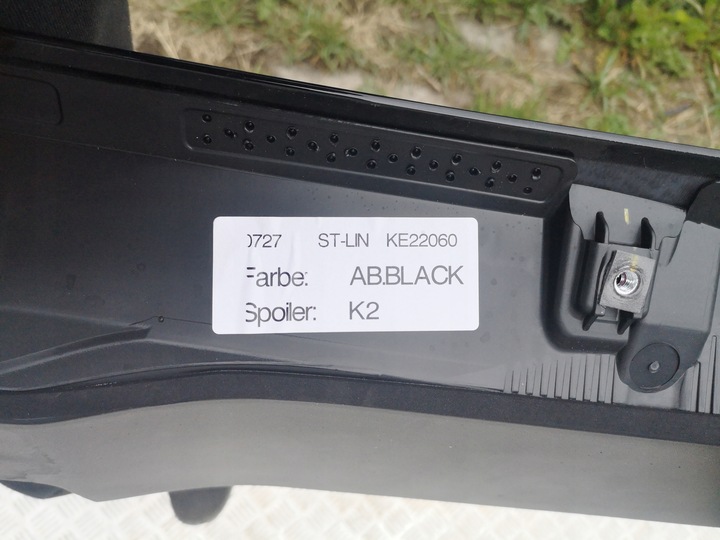 0727 ST-LIN KE22060
Farbe: AB.BLACK
Spoiler: K2